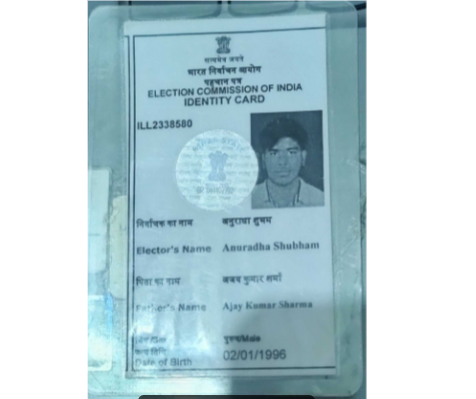 सत्यमेव जयते
भारत निर्वाचन आयोग
पहचान पत्र
ELECTION COMMISSION OF INDIA
IDENTITY CARD
ILL2338580
निर्वाचक का नाम अनुराधा शुभम
Elector's Name Anuradha Shubham
पिता का नाम अजय कुमार शर्मा
Father's Name Ajay Kumar Sharma
पुरुष/Male
जन्म तिथि
Date of Birth 02/01/1996